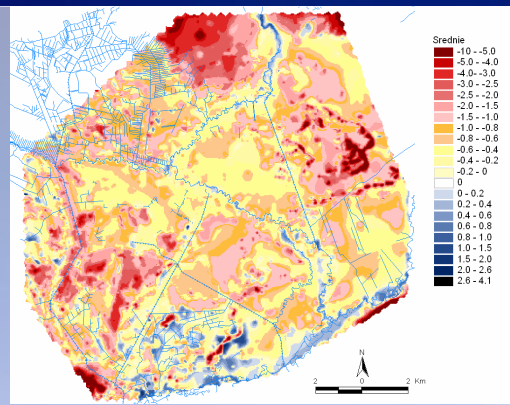 Srednie
-10 - -5.0
-5.0 - -4.0
-4.0 - -3.0
-3.0 - -2.5
-2.5 - -2.0
-2.0 - -1.5
-1.5 - -1.0
-1.0 - -0.8
-0.8 - -0.6
-0.6 - -0.4
-0.4 - -0.2
-0.2 - 0
0
0 - 0.2
0.2 - 0.4
0.4 - 0.6
0.6 - 0.8
0.8 - 1.0
1.0 - 1.5
1.5 - 2.0
2.0 - 2.6
2.6 - 4.1
N
2 0 2 Km